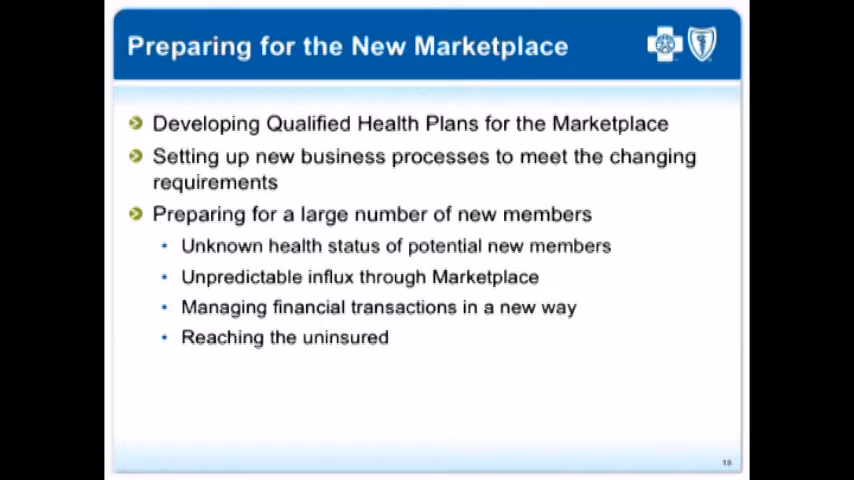 Preparing for the New Marketplace
Developing Qualified Health Plans for the Marketplace
Setting up new business processes to meet the changing
requirements
Preparing for a large number of new members
• Unknown health status of potential new members
• Unpredictable influx through Marketplace
• Managing financial transactions in a new way
• Reaching the uninsured